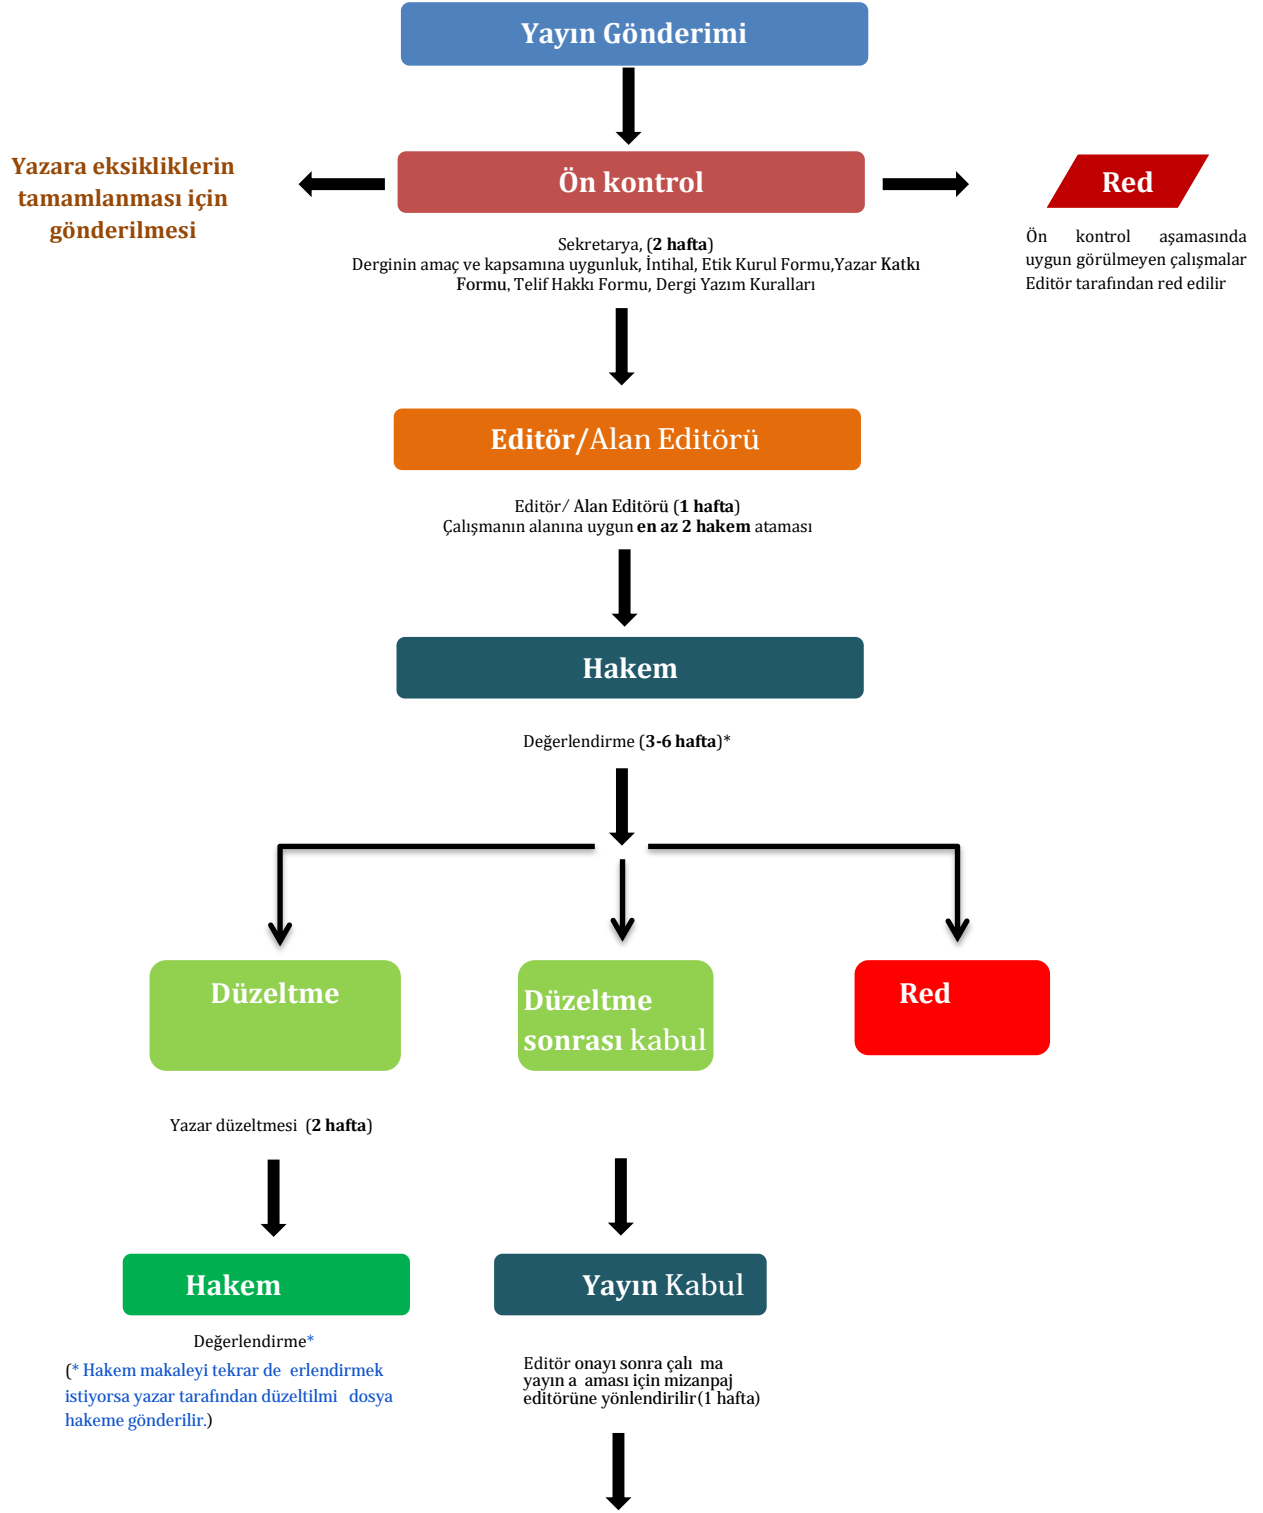 Yayın Gönderimi
Yazara eksikliklerin
tamamlanması için
gönderilmesi
Ön kontrol
Red
Sekretarya, (2 hafta)
Derginin amaç ve kapsamına uygunluk, İntihal, Etik Kurul Formu,Yazar Katkı
Formu, Telif Hakkı Formu, Dergi Yazım Kuralları
Ön kontrol aşamasında
uygun görülmeyen çalışmalar
Editör tarafından red edilir
Editör/Alan Editörü
Editör/ Alan Editörü (1 hafta)
Çalışmanın alanına uygun en az 2 hakem ataması
Hakem
Değerlendirme (3-6 hafta)*
Düzeltme
Düzeltme
sonrası kabul
Red
Yazar düzeltmesi (2 hafta)
Hakem
Değerlendirme*
(* Hakem makaleyi tekrar de erlendirmek
istiyorsa yazar tarafından düzeltilmi dosya
hakeme gönderilir.)
Yayın Kabul
Editör onayı sonra çalı ma
yayın a aması için mizanpaj
editörüne yönlendirilir(1 hafta)